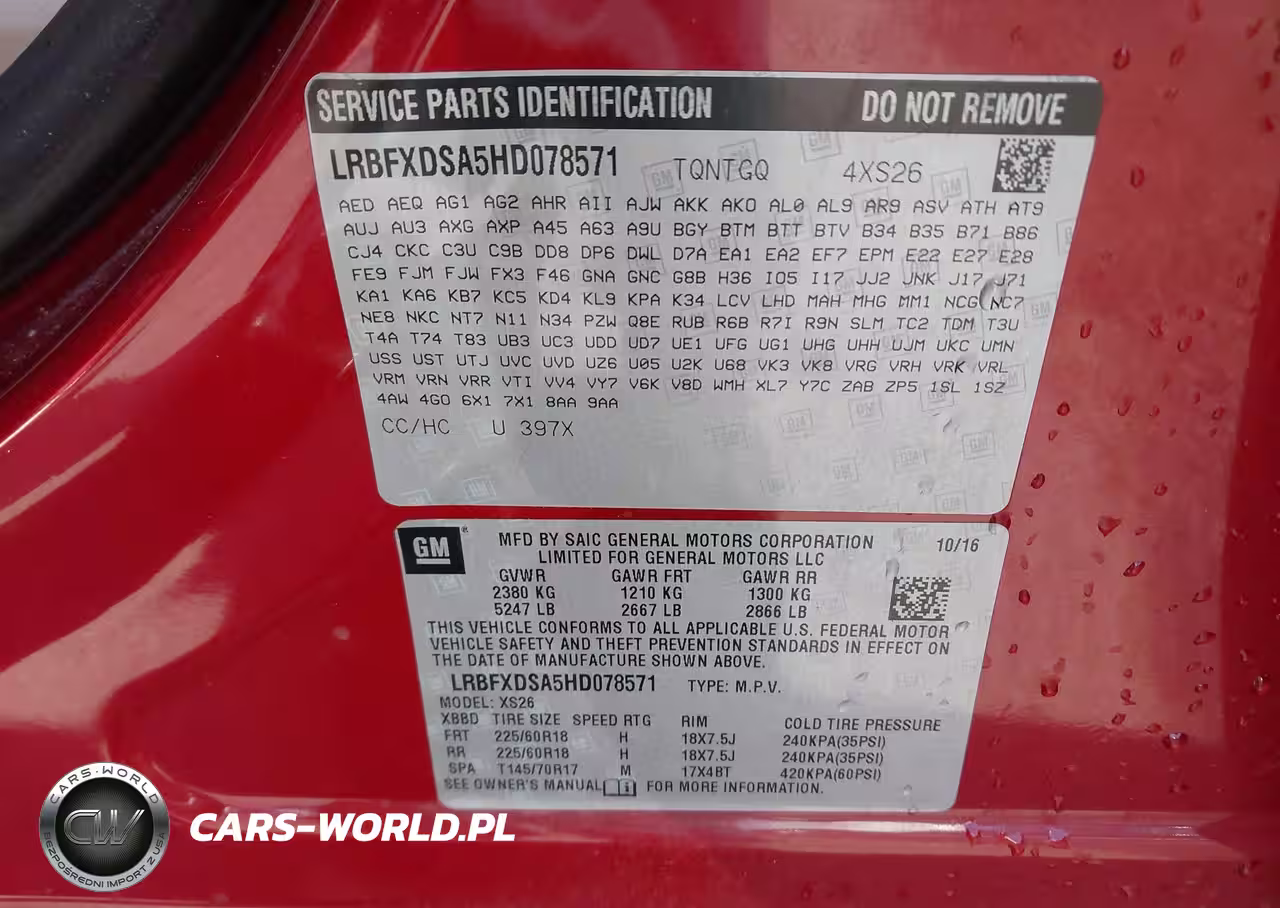 SERVICE PARTS IDENTIFICATION DO NOT REMOVE
LRBFXDSA5HD078571 TQNTGQ 4XS26
AED AEQ AG1 AG2 AHR AII AJW AKK AKO AL0 AL9 AR9 ASV ATH AT9
AUJ AU3 AXG AXP A45 A63 A9U BGY BTM BTT BTV B34 B35 B71 B86
CJ4 CKC C3U C9B DD8 DP6 DWL D7A EA1 EA2 EF7 EPM E22 E27 E28
FE9 FJM FJW FX3 F46 GNA GNC G8B H36 IO5 I17 JJ2 JNK J17 J71
KA1 KA6 KB7 KC5 KD4 KL9 KPA K34 LCV LHD MAH MHG MM1 NCG NC7
NE8 NKC NT7 N11 N34 PZW Q8E RUB R6B R7I R9N SLM TC2 TDM T3U
T4A T74 T83 UB3 UC3 UDD UD7 UE1 UFG UG1 UHG UHH UJM UKC UMN
USS UST UTJ UVC UVD UZ6 U05 U2K U68 VK3 VK8 VRG VRH VRK VRL
VRM VRN VRR VTI VV4 VY7 V6K V8D WMH XL7 Y7C ZAB ZP5 1SL 1SZ
4AW 4G0 6X1 7X1 8AA 9AA
CC/HC U 397X
GM® MFD BY SAIC GENERAL MOTORS CORPORATION 10/16
LIMITED FOR GENERAL MOTORS LLC
GVWR GAWR FRT GAWR RR
2380 KG 1210 KG 1300 KG
5247 LB 2667 LB 2866 LB
THIS VEHICLE CONFORMS TO ALL APPLICABLE U.S. FEDERAL MOTOR
VEHICLE SAFETY AND THEFT PREVENTION STANDARDS IN EFFECT ON
THE DATE OF MANUFACTURE SHOWN ABOVE.
LRBFXDSA5HD078571 TYPE: M.P.V.
MODEL: XS26
XBBD TIRE SIZE SPEED RTG RIM COLD TIRE PRESSURE
FRT 225/60R18 H 18X7.5J 240KPA(35PSI)
RR 225/60R18 H 18X7.5J 240KPA(35PSI)
SPA T145/70R17 M 17X4BT 420KPA(60PSI)
SEE OWNER'S MANUAL FOR MORE INFORMATION.
CARS-WORLD
CW
BEZPOŚREDNI IMPORT Z USA
CARS-WORLD.PL